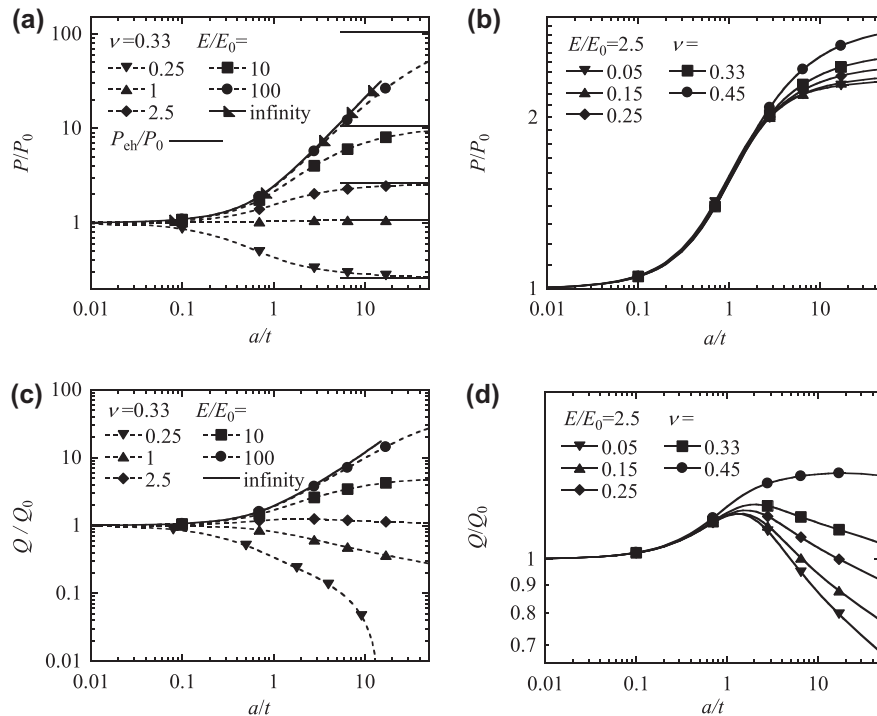 (a)
100
10
1
P/P0
ν=0.33 E/E0=
0.25 10
1 100
2.5 infinity
Peh/P0
0.01 0.1 1 10
a/t
(b)
2
1
P/P0
E/E0=2.5 ν=
0.05 0.33
0.15 0.45
0.25
0.01 0.1 1 10
a/t
(c)
100
10
1
0.1
0.01
Q/Q0
ν=0.33 E/E0=
0.25 10
1 100
2.5 infinity
0.01 0.1 1 10
a/t
(d)
1
0.9
0.8
0.7
Q/Q0
E/E0=2.5 ν=
0.05 0.33
0.15 0.45
0.25
0.01 0.1 1 10
a/t